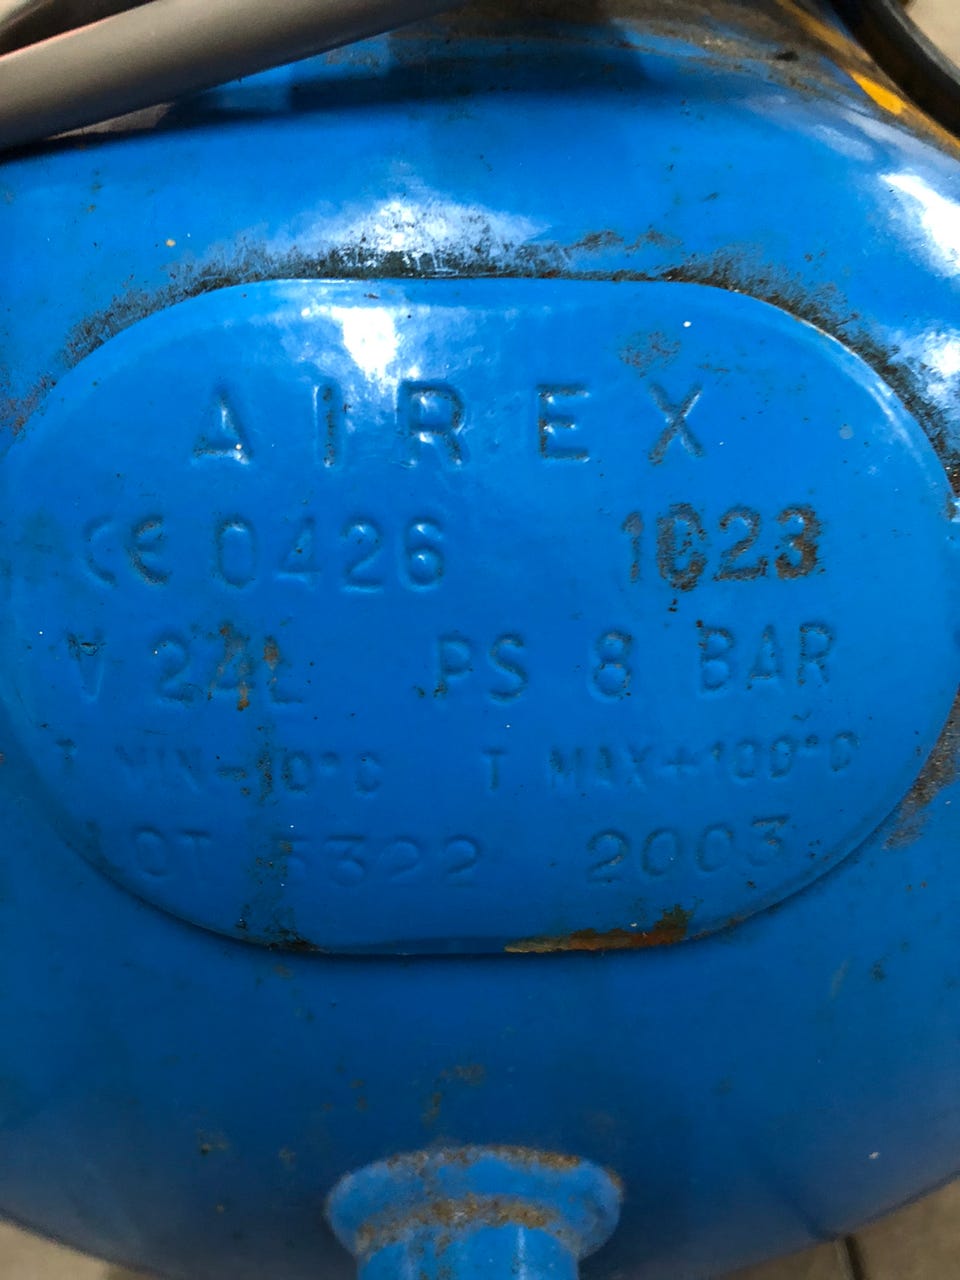 AIREX
CE 0426 1023
V 24L PS 8 BAR
T MIN-10°C T MAX+100°C
LOT 5322 2003